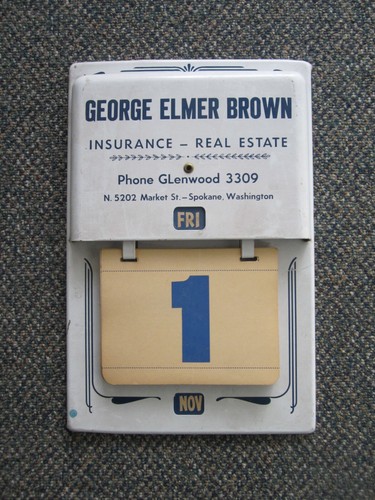 GEORGE ELMER BROWN
INSURANCE – REAL ESTATE
Phone GLenwood 3309
N. 5202 Market St. – Spokane, Washington
FRI
1
NOV